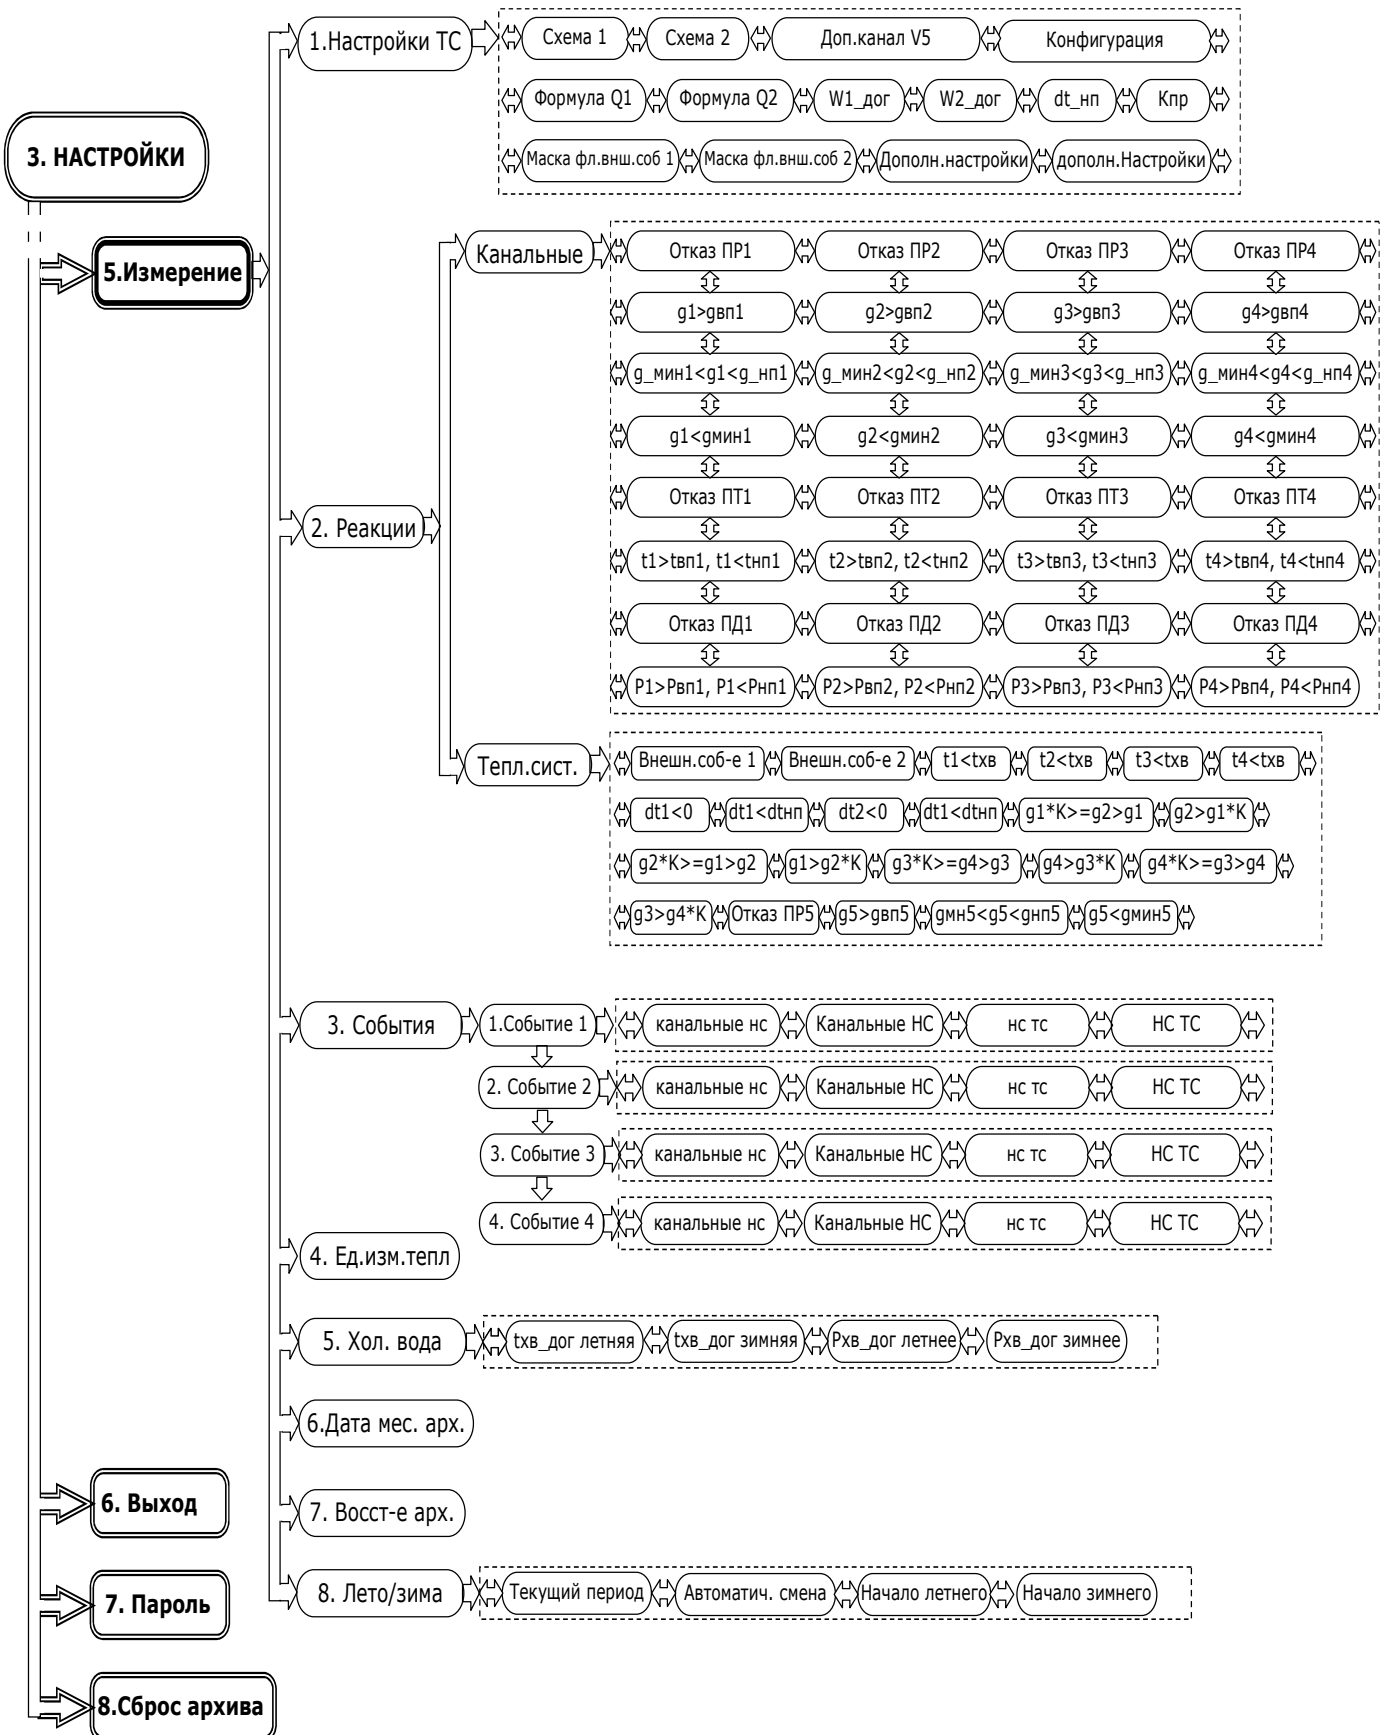 3. НАСТРОЙКИ
5.Измерение
1.Настройки ТС
Схема 1 Схема 2 Доп.канал V5 Конфигурация
Формула Q1 Формула Q2 W1_дог W2_дог dt_нп Кпр
Маска фл.внш.соб 1 Маска фл.внш.соб 2 Дополн.настройки дополн.Настройки
2. Реакции
Канальные
Отказ ПР1 Отказ ПР2 Отказ ПР3 Отказ ПР4
g1>gвп1 g2>gвп2 g3>gвп3 g4>gвп4
g_мин1<g1<g_нп1 g_мин2<g2<g_нп2 g_мин3<g3<g_нп3 g_мин4<g4<g_нп4
g1<gмин1 g2<gмин2 g3<gмин3 g4<gмин4
Отказ ПТ1 Отказ ПТ2 Отказ ПТ3 Отказ ПТ4
t1>tвп1, t1<tнп1 t2>tвп2, t2<tнп2 t3>tвп3, t3<tнп3 t4>tвп4, t4<tнп4
Отказ ПД1 Отказ ПД2 Отказ ПД3 Отказ ПД4
P1>Pвп1, P1<Pнп1 P2>Pвп2, P2<Pнп2 P3>Pвп3, P3<Pнп3 P4>Pвп4, P4<Pнп4
Тепл.сист.
Внешн.соб-е 1 Внешн.соб-е 2 t1<tхв t2<tхв t3<tхв t4<tхв
dt1<0 dt1<dtнп dt2<0 dt1<dtнп g1*K>=g2>g1 g2>g1*K
g2*K>=g1>g2 g1>g2*K g3*K>=g4>g3 g4>g3*K g4*K>=g3>g4
g3>g4*K Отказ ПР5 g5>gвп5 gмн5<g5<gнп5 g5<gмин5
3. События
1.Событие 1 канальные нс Канальные НС нс тс НС ТС
2. Событие 2 канальные нс Канальные НС нс тс НС ТС
3. Событие 3 канальные нс Канальные НС нс тс НС ТС
4. Событие 4 канальные нс Канальные НС нс тс НС ТС
4. Ед.изм.тепл
5. Хол. вода
tхв_дог летняя tхв_дог зимняя Рхв_дог летнее Рхв_дог зимнее
6.Дата мес. арх.
7. Восст-е арх.
8. Лето/зима
Текущий период Автоматич. смена Начало летнего Начало зимнего
6. Выход
7. Пароль
8.Сброс архива